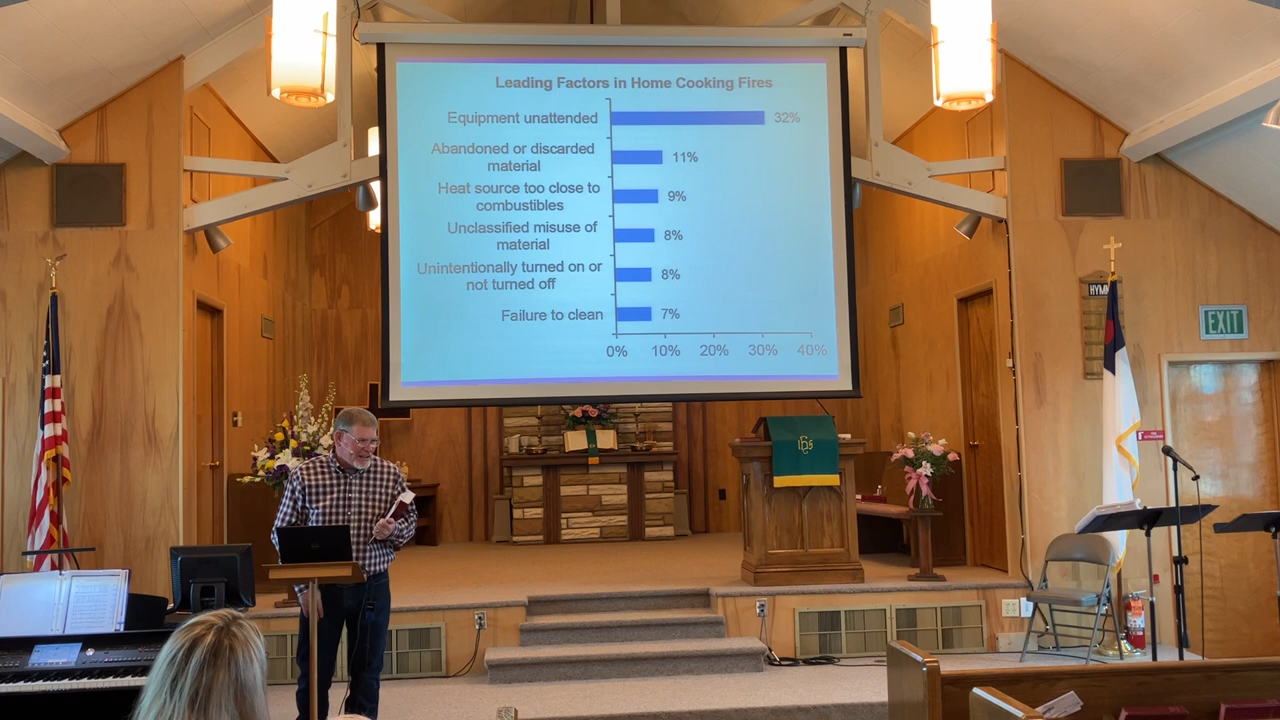 Leading Factors in Home Cooking Fires
Equipment unattended
32%
Abandoned or discarded
material
11%
Heat source too close to
combustibles
9%
Unclassified misuse of
material
8%
Unintentionally turned on or
not turned off
8%
Failure to clean
7%
0% 10% 20% 30% 40%
HYMN
EXIT
IHS